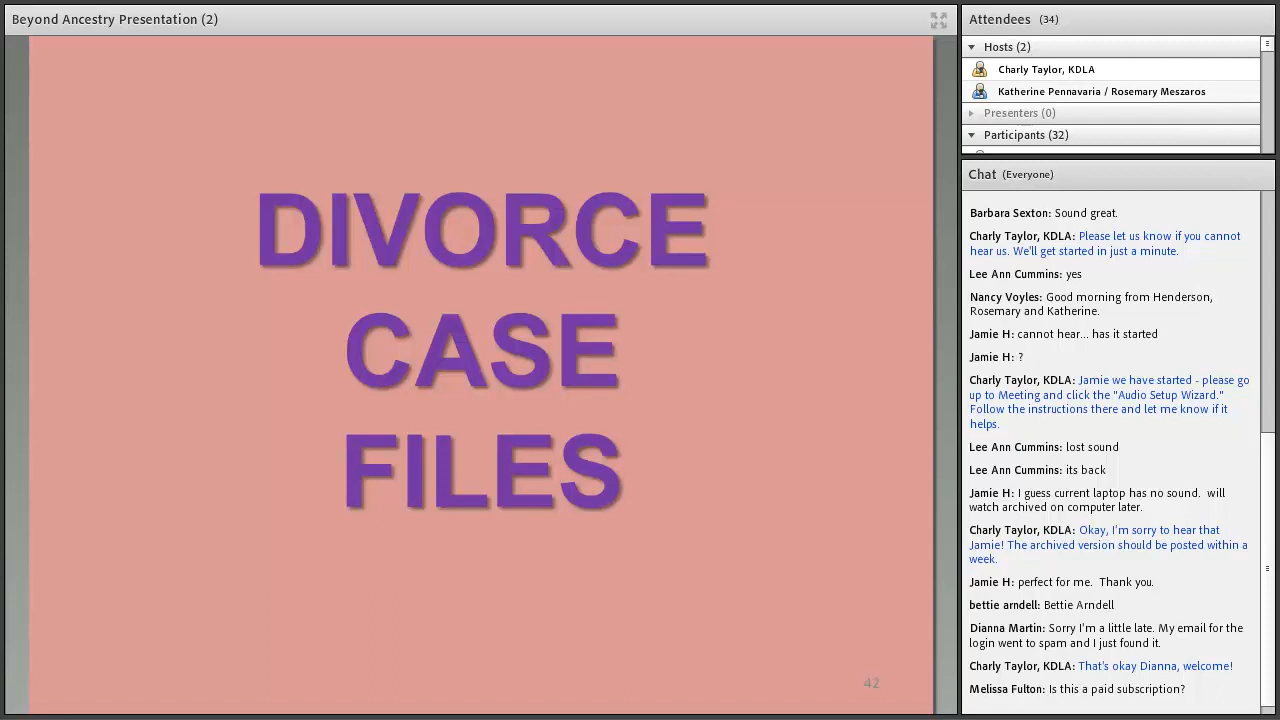 Beyond Ancestry Presentation (2)
DIVORCE
CASE
FILES
42
Attendees (34)
Hosts (2)
Charly Taylor, KDLA
Katherine Pennavaria / Rosemary Meszaros
Presenters (0)
Participants (32)
Chat (Everyone)
Barbara Sexton: Sound great.
Charly Taylor, KDLA: Please let us know if you cannot
hear us. We'll get started in just a minute.
Lee Ann Cummins: yes
Nancy Voyles: Good morning from Henderson,
Rosemary and Katherine.
Jamie H: cannot hear... has it started
Jamie H: ?
Charly Taylor, KDLA: Jamie we have started - please go
up to Meeting and click the "Audio Setup Wizard."
Follow the instructions there and let me know if it
helps.
Lee Ann Cummins: lost sound
Lee Ann Cummins: its back
Jamie H: I guess current laptop has no sound. will
watch archived on computer later.
Charly Taylor, KDLA: Okay, I'm sorry to hear that
Jamie! The archived version should be posted within a
week.
Jamie H: perfect for me. Thank you.
bettie arndell: Bettie Arndell
Dianna Martin: Sorry I'm a little late. My email for the
login went to spam and I just found it.
Charly Taylor, KDLA: That's okay Dianna, welcome!
Melissa Fulton: Is this a paid subscription?